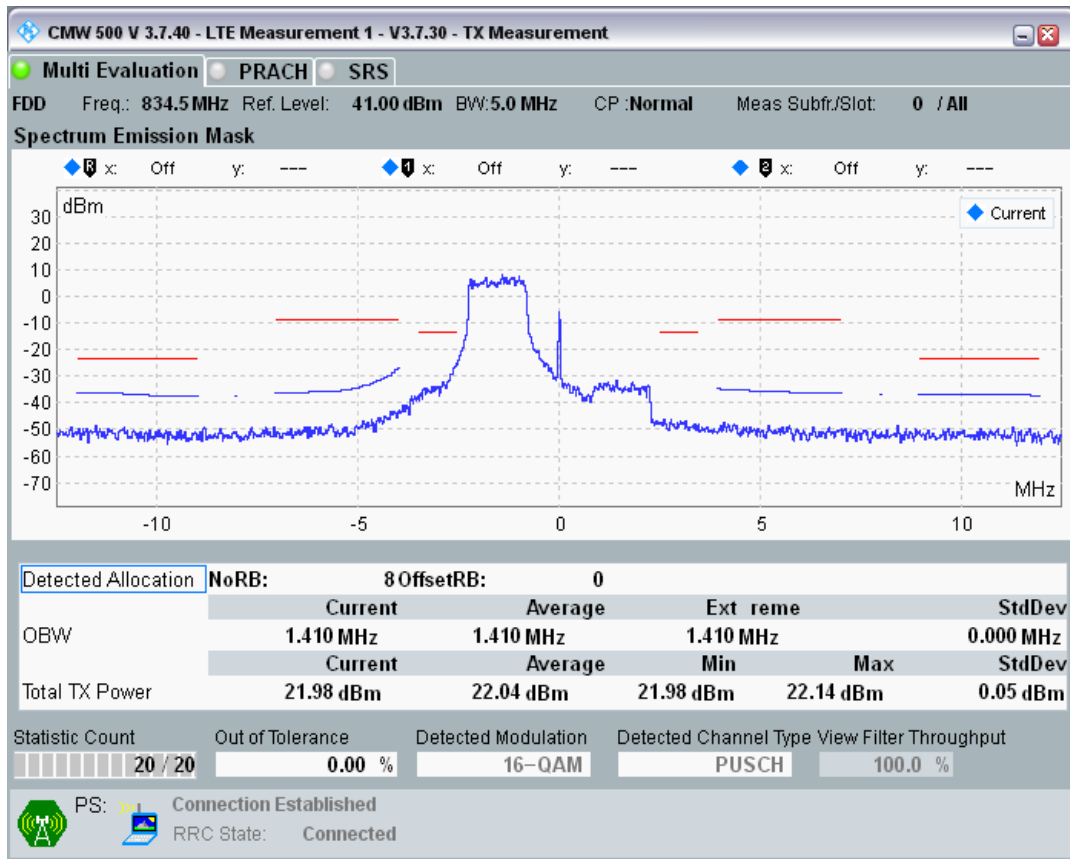 CMW 500 V 3.7.40 - LTE Measurement 1 - V3.7.30 - TX Measurement
Multi Evaluation PRACH SRS
FDD Freq.: 834.5 MHz Ref. Level: 41.00 dBm BW:5.0 MHz CP :Normal Meas Subfr./Slot: 0 / All
Spectrum Emission Mask
R x: Off y: --- 1 x: Off y: --- 2 x: Off y: ---
dBm
Current
30
20
10
0
-10
-20
-30
-40
-50
-60
-70
MHz
-10 -5 0 5 10
Detected Allocation NoRB: 8 OffsetRB: 0
Current Average Ext reme StdDev
OBW 1.410 MHz 1.410 MHz 1.410 MHz 0.000 MHz
Current Average Min Max StdDev
Total TX Power 21.98 dBm 22.04 dBm 21.98 dBm 22.14 dBm 0.05 dBm
Statistic Count Out of Tolerance Detected Modulation Detected Channel Type View Filter Throughput
20 / 20 0.00 % 16-QAM PUSCH 100.0 %
PS: Connection Established
RRC State: Connected